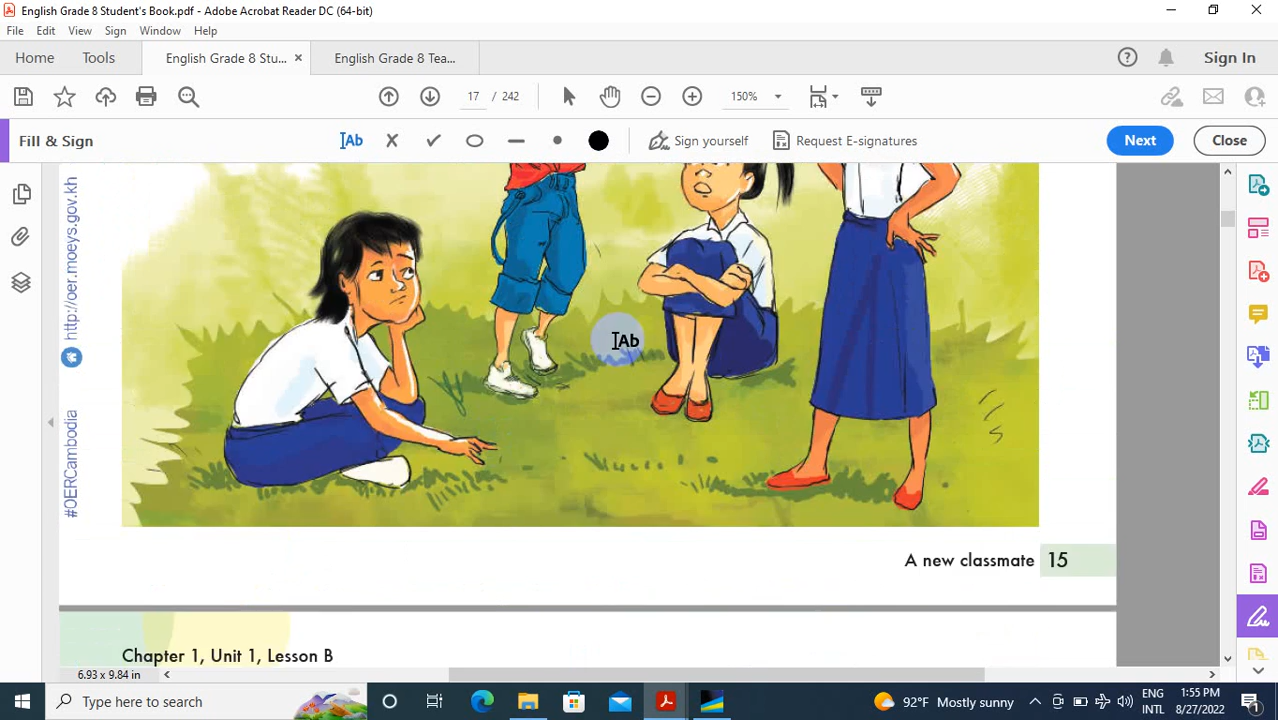 English Grade 8 Student's Book.pdf - Adobe Acrobat Reader DC (64-bit)
File Edit View Sign Window Help
Home Tools English Grade 8 Stu... × English Grade 8 Tea... Sign In
17 / 242 150%
Fill & Sign Ab Sign yourself Request E-signatures Next Close
#OERCambodia http://oer.moeys.gov.kh
Ab
A new classmate 15
Chapter 1, Unit 1, Lesson B
6.93 x 9.84 in
Type here to search 92°F Mostly sunny ENG 1:55 PM
INTL 8/27/2022 1